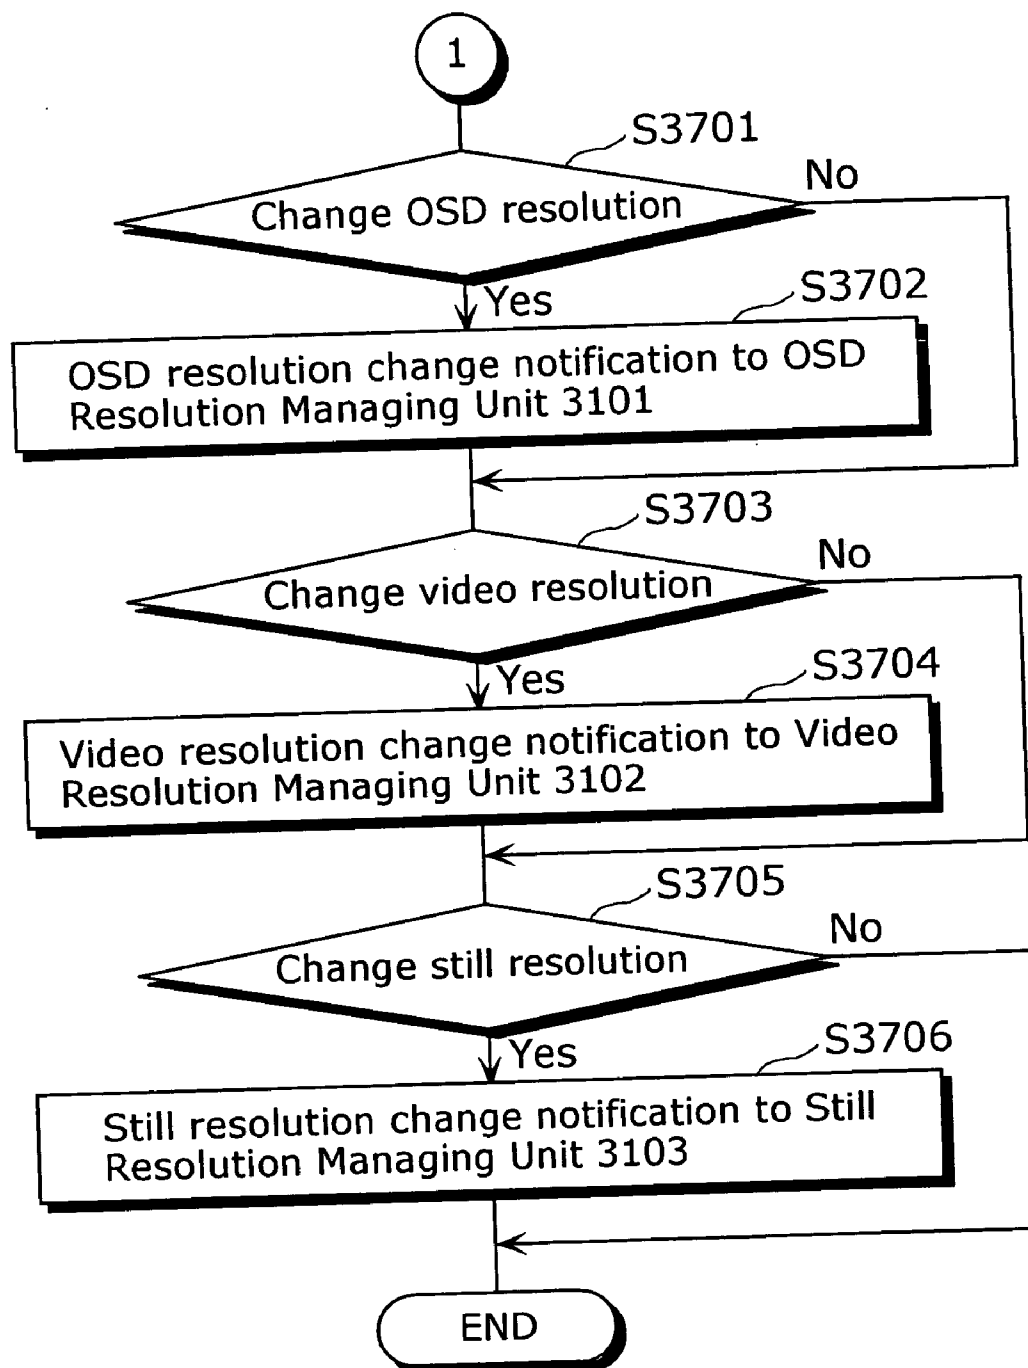 1
S3701
No
Change OSD resolution
Yes
S3702
OSD resolution change notification to OSD
Resolution Managing Unit 3101
S3703
No
Change video resolution
Yes
S3704
Video resolution change notification to Video
Resolution Managing Unit 3102
S3705
No
Change still resolution
Yes
S3706
Still resolution change notification to Still
Resolution Managing Unit 3103
END